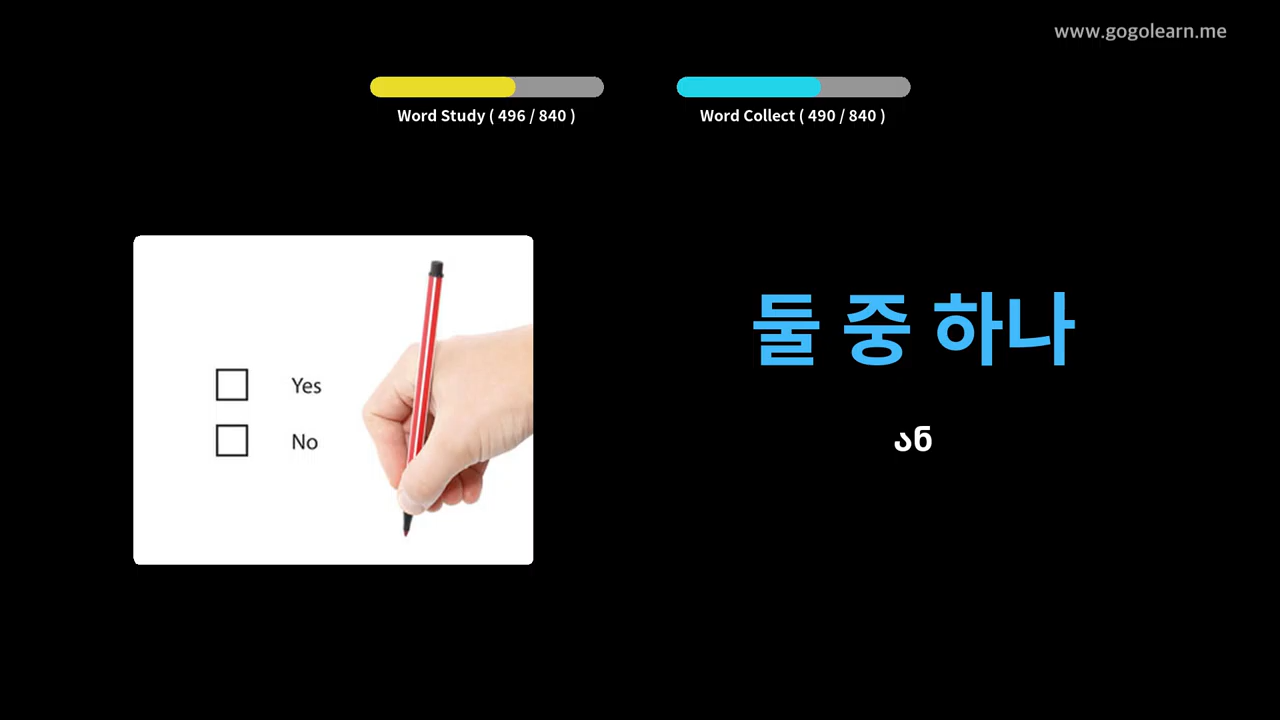 www.gogolearn.me
Word Study ( 496 / 840 )
Word Collect ( 490 / 840 )
Yes
No
둘 중 하나
ან